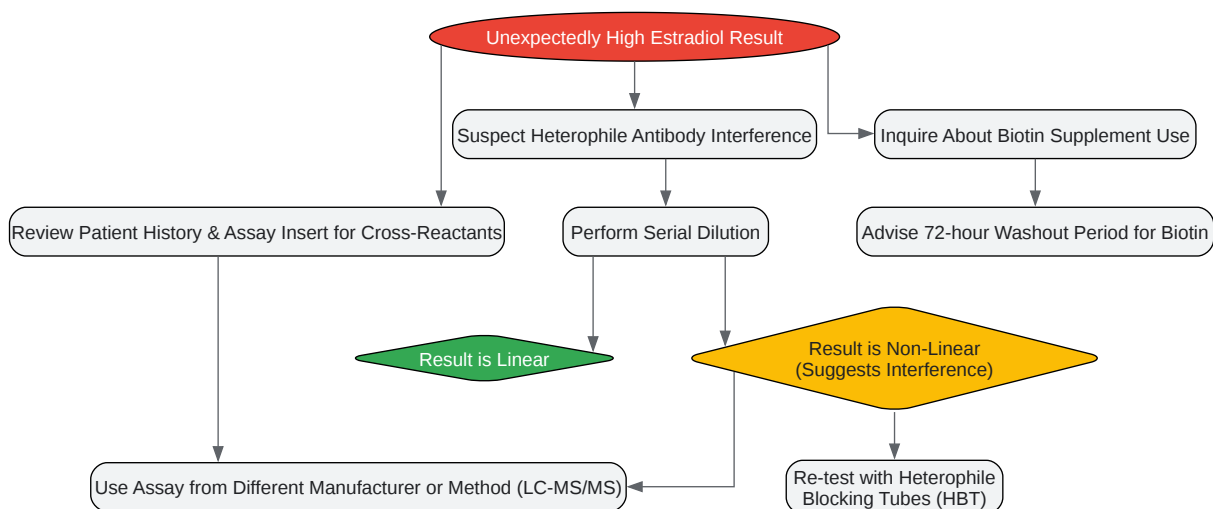 Unexpectedly High Estradiol Result
Suspect Heterophile Antibody Interference
Inquire About Biotin Supplement Use
Review Patient History & Assay Insert for Cross-Reactants
Perform Serial Dilution
Advise 72-hour Washout Period for Biotin
Result is Linear
Result is Non-Linear
(Suggests Interference)
Use Assay from Different Manufacturer or Method (LC-MS/MS)
Re-test with Heterophile
Blocking Tubes (HBT)